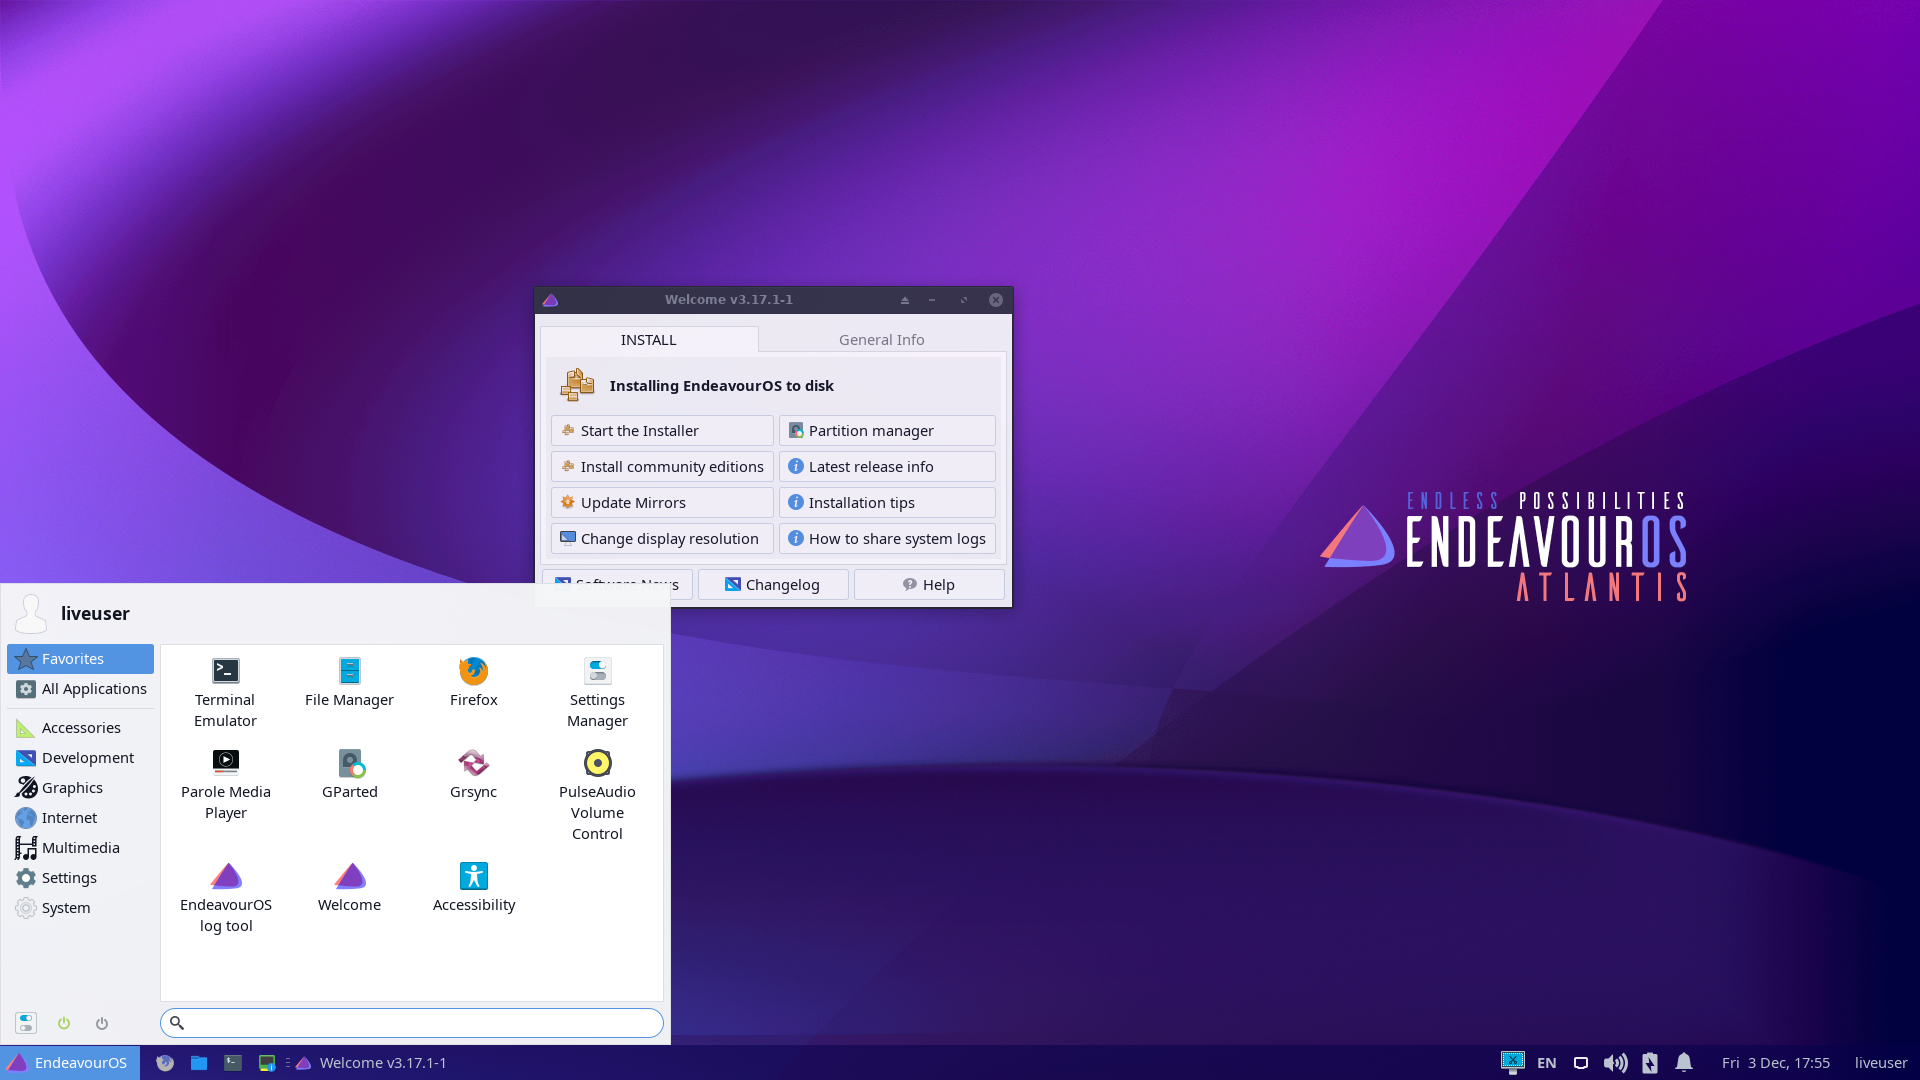 Welcome v3.17.1-1
INSTALL
General Info
Installing EndeavourOS to disk
Start the Installer
Partition manager
Install community editions
Latest release info
Update Mirrors
Installation tips
Change display resolution
How to share system logs
Software News
Changelog
Help
ENDLESS POSSIBILITIES
ENDEAVOUROS
ATLANTIS
liveuser
Favorites
All Applications
Accessories
Development
Graphics
Internet
Multimedia
Settings
System
Terminal
Emulator
File Manager
Firefox
Settings
Manager
Parole Media
Player
GParted
Grsync
PulseAudio
Volume
Control
EndeavourOS
log tool
Welcome
Accessibility
EndeavourOS
Welcome v3.17.1-1
EN
Fri 3 Dec, 17:55
liveuser